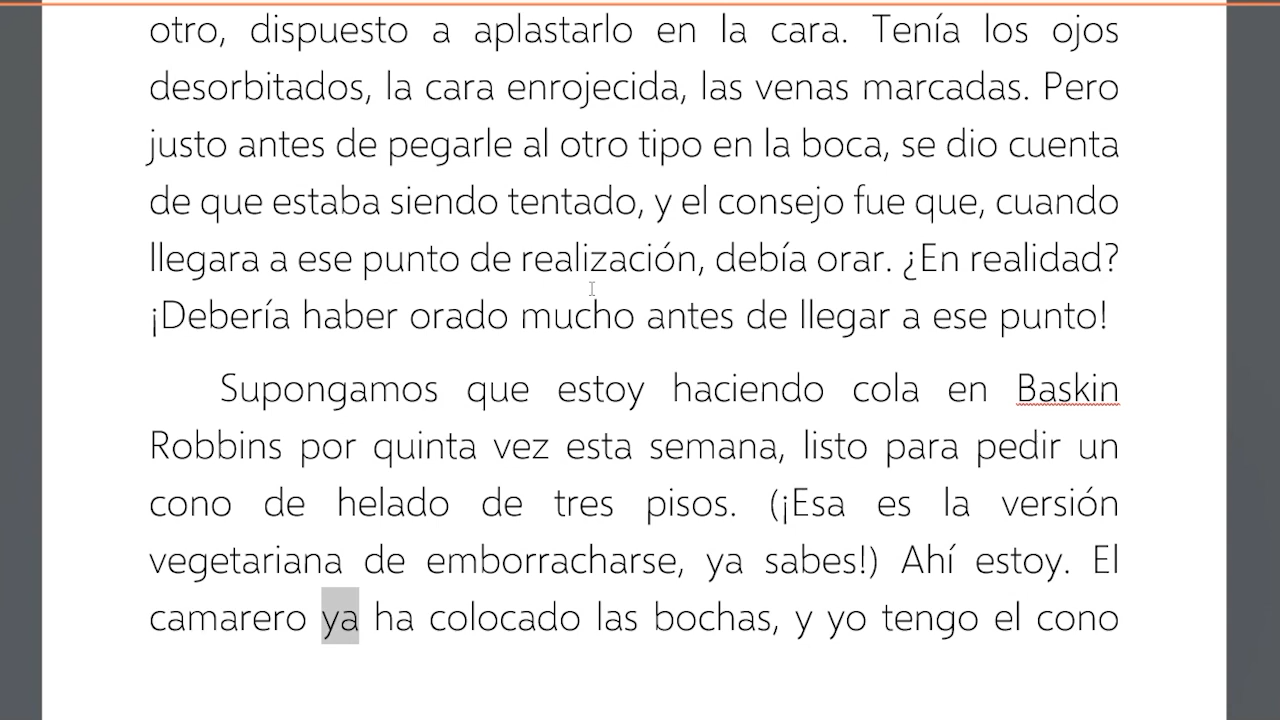 otro, dispuesto a aplastarlo en la cara. Tenía los ojos
desorbitados, la cara enrojecida, las venas marcadas. Pero
justo antes de pegarle al otro tipo en la boca, se dio cuenta
de que estaba siendo tentado, y el consejo fue que, cuando
llegara a ese punto de realización, debía orar. ¿En realidad?
¡Debería haber orado mucho antes de llegar a ese punto!
Supongamos que estoy haciendo cola en Baskin
Robbins por quinta vez esta semana, listo para pedir un
cono de helado de tres pisos. (¡Esa es la versión
vegetariana de emborracharse, ya sabes!) Ahí estoy. El
camarero ya ha colocado las bochas, y yo tengo el cono